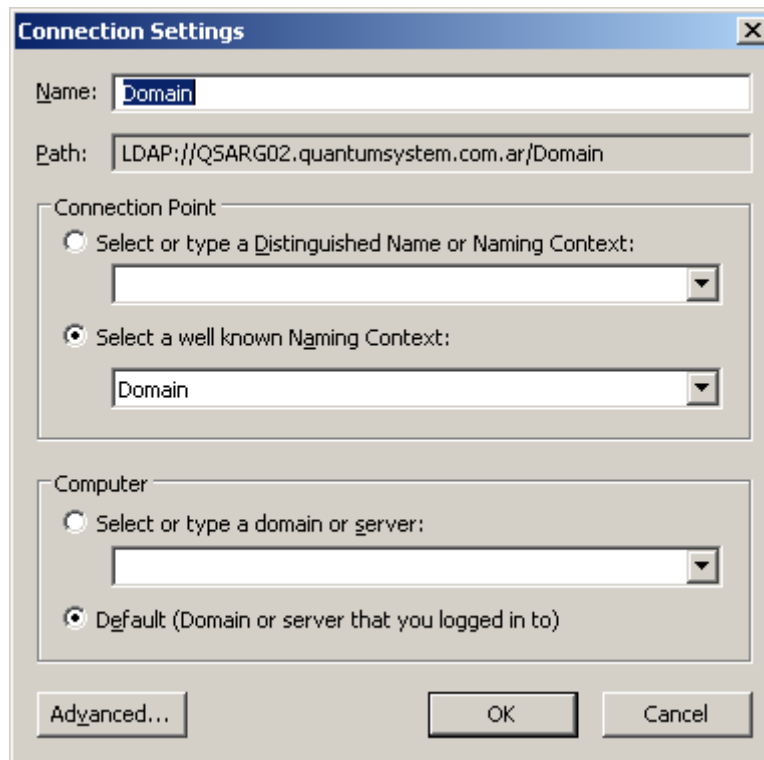 Connection Settings
Name: Domain
Path: LDAP://QSARG02.quantumsystem.com.ar/Domain
Connection Point
Select or type a Distinguished Name or Naming Context:
Select a well known Naming Context:
Domain
Computer
Select or type a domain or server:
Default (Domain or server that you logged in to)
Advanced... OK Cancel